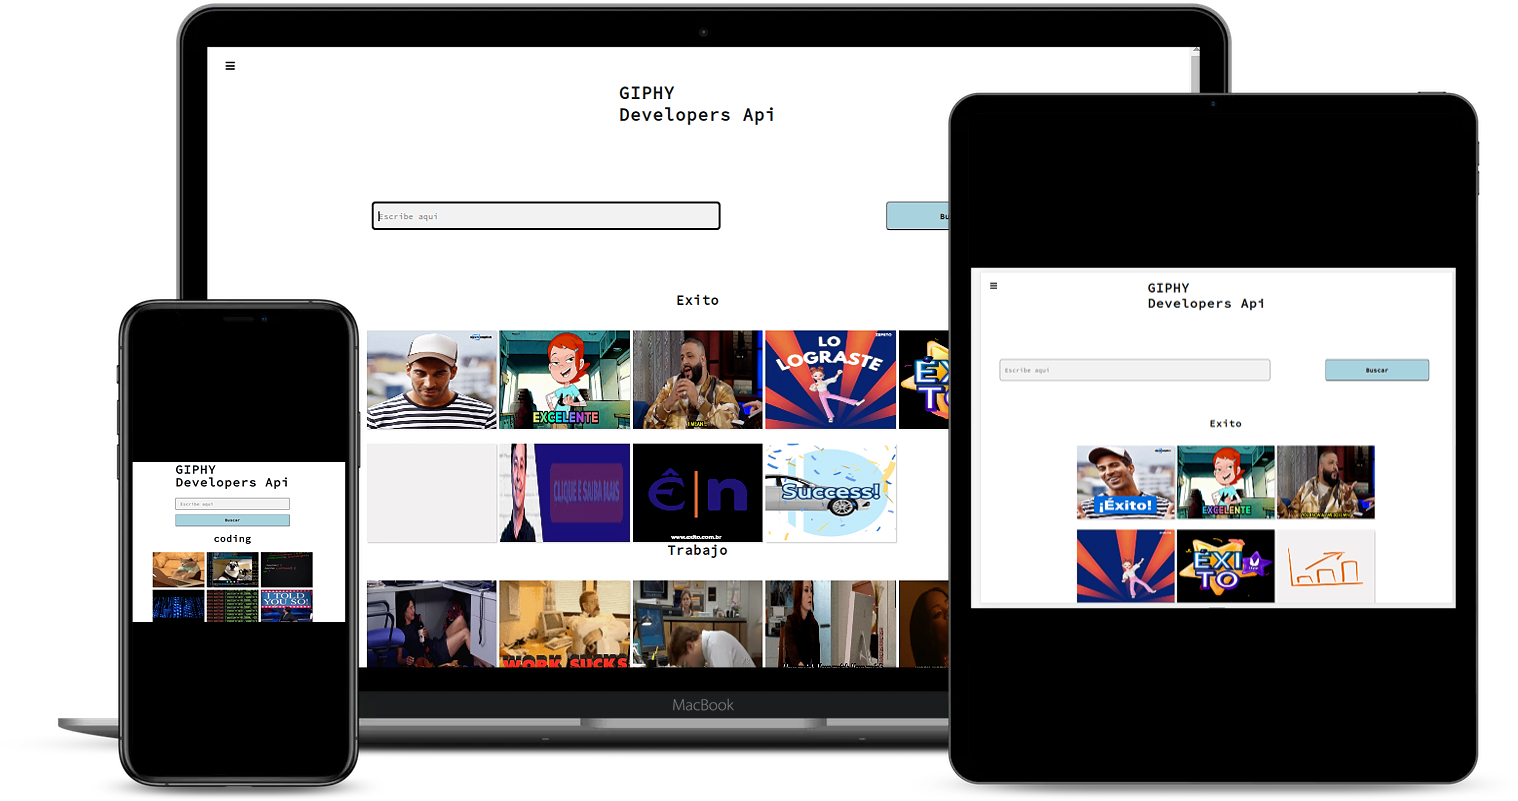 GIPHY
Developers Api
Escribe aqui
Bu
Exito
LO
LOGRASTE
EXCELENTE
ÉX
CLIQUE E SAIBA MAIS
Ê|n
www.exito.com.br
Success!
Trabajo
WORK SUCKS
MacBook
GIPHY
Developers Api
Escribe aqui
Buscar
coding
I TOLD
YOU SO!
GIPHY
Developers Api
Escribe aqui
Buscar
Exito
¡Éxito!
EXCELENTE
ÉXI
TO